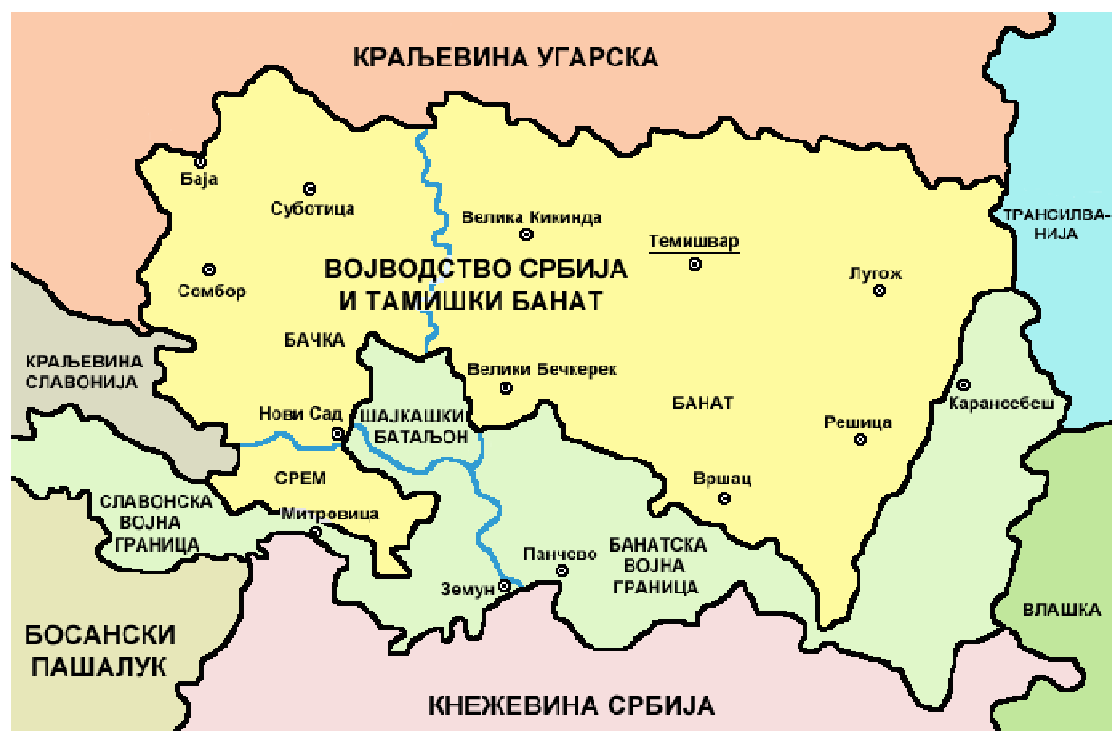 КРАЉЕВИНА УГАРСКА
Баја
Суботица
Велика Кикинда
ТРАНСИЛВА-
НИЈА
Темишвар
Лугож
Сомбор
ВОЈВОДСТВО СРБИЈА
И ТАМИШКИ БАНАТ
БАЧКА
КРАЉЕВИНА
СЛАВОНИЈА
Велики Бечкерек
БАНАТ
Карансебеш
Нови Сад
ШАЈКАШКИ
БАТАЉОН
Решица
СРЕМ
Вршац
СЛАВОНСКА
ВОЈНА
ГРАНИЦА
Митровица
Панчево
БАНАТСКА
ВОЈНА
ГРАНИЦА
Земун
ВЛАШКА
БОСАНСКИ
ПАШАЛУК
КНЕЖЕВИНА СРБИЈА